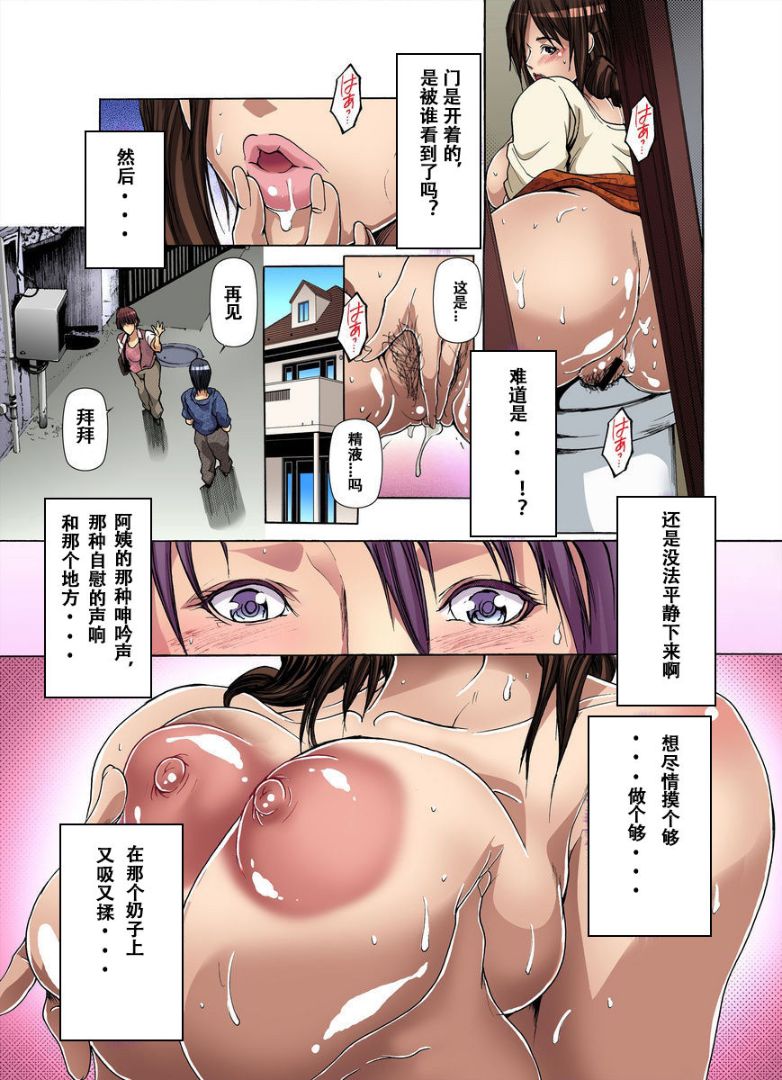 门是开着的，
是被谁看到了吗？
はぁっ…
はぁっ…
然后・・・
难道是・・・!？
はぁっ…
这是…
はぁっ…
精液…吗
再见
拜拜
还是没法平静下来啊
阿姨的那种呻吟声，
那种自慰的声响
和那个地方・・・
想尽情摸个够
・・・做个够・・・
在那个奶子上
又吸又揉・・・